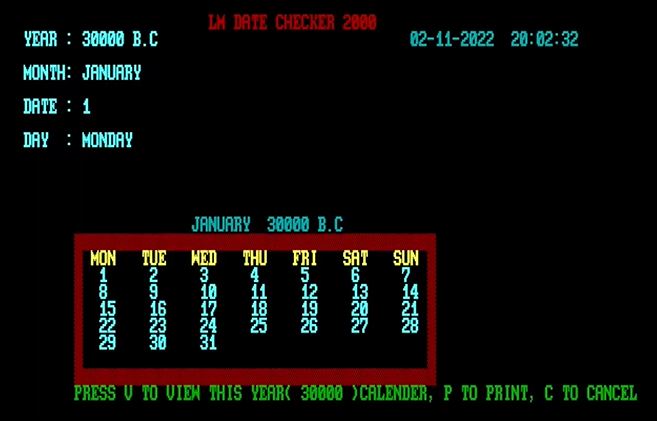 LM DATE CHECKER 2000
YEAR : 30000 B.C
02-11-2022 20:02:32
MONTH: JANUARY
DATE : 1
DAY : MONDAY
JANUARY 30000 B.C
MON TUE WED THU FRI SAT SUN
1 2 3 4 5 6 7
8 9 10 11 12 13 14
15 16 17 18 19 20 21
22 23 24 25 26 27 28
29 30 31
PRESS V TO VIEW THIS YEAR( 30000 )CALENDER, P TO PRINT, C TO CANCEL